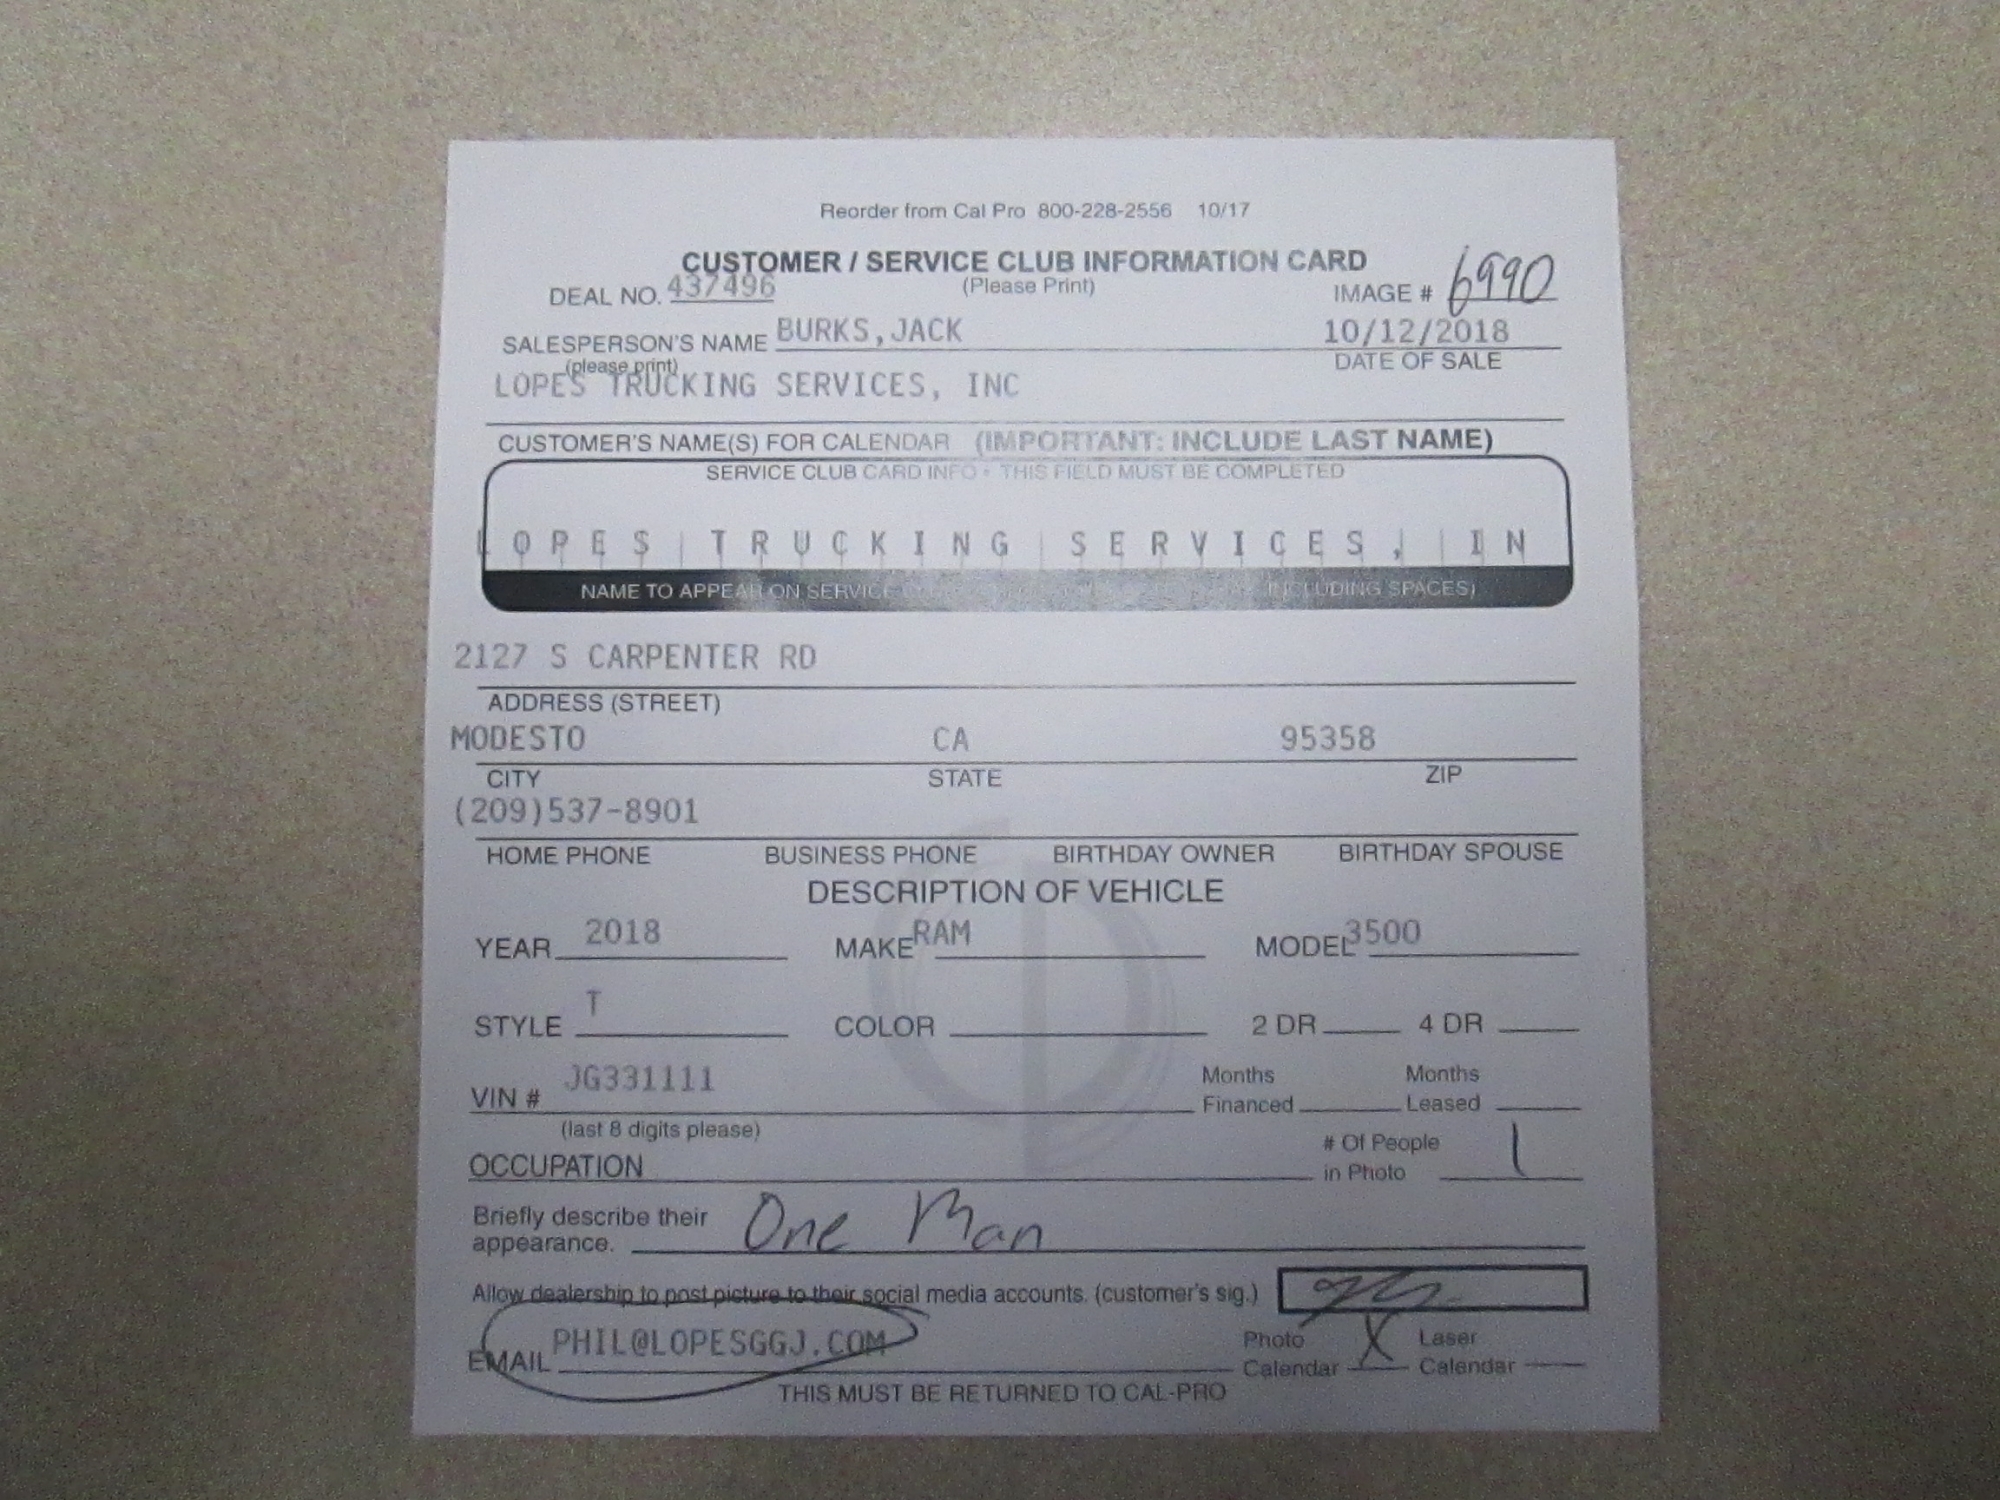 Reorder from Cal Pro 800-228-2556 10/17
CUSTOMER / SERVICE CLUB INFORMATION CARD
DEAL NO. 437496 (Please Print) IMAGE # 6990
SALESPERSON'S NAME BURKS,JACK 10/12/2018
(please print) DATE OF SALE
LOPES TRUCKING SERVICES, INC
CUSTOMER'S NAME(S) FOR CALENDAR (IMPORTANT: INCLUDE LAST NAME)
SERVICE CLUB CARD INFO - THIS FIELD MUST BE COMPLETED
LOPES TRUCKING SERVICES, IN
NAME TO APPEAR ON SERVICE INCLUDING SPACES)
2127 S CARPENTER RD
ADDRESS (STREET)
MODESTO CA 95358
CITY STATE ZIP
(209)537-8901
HOME PHONE BUSINESS PHONE BIRTHDAY OWNER BIRTHDAY SPOUSE
DESCRIPTION OF VEHICLE
YEAR 2018 MAKE RAM MODEL 3500
STYLE T COLOR 2 DR 4 DR
VIN # JG331111 Months Financed Months Leased
(last 8 digits please)
OCCUPATION # Of People in Photo 1
Briefly describe their appearance. One Man
Allow dealership to post picture to their social media accounts. (customer's sig.)
EMAIL PHIL@LOPESGGJ.COM Photo Calendar X Laser Calendar
THIS MUST BE RETURNED TO CAL-PRO